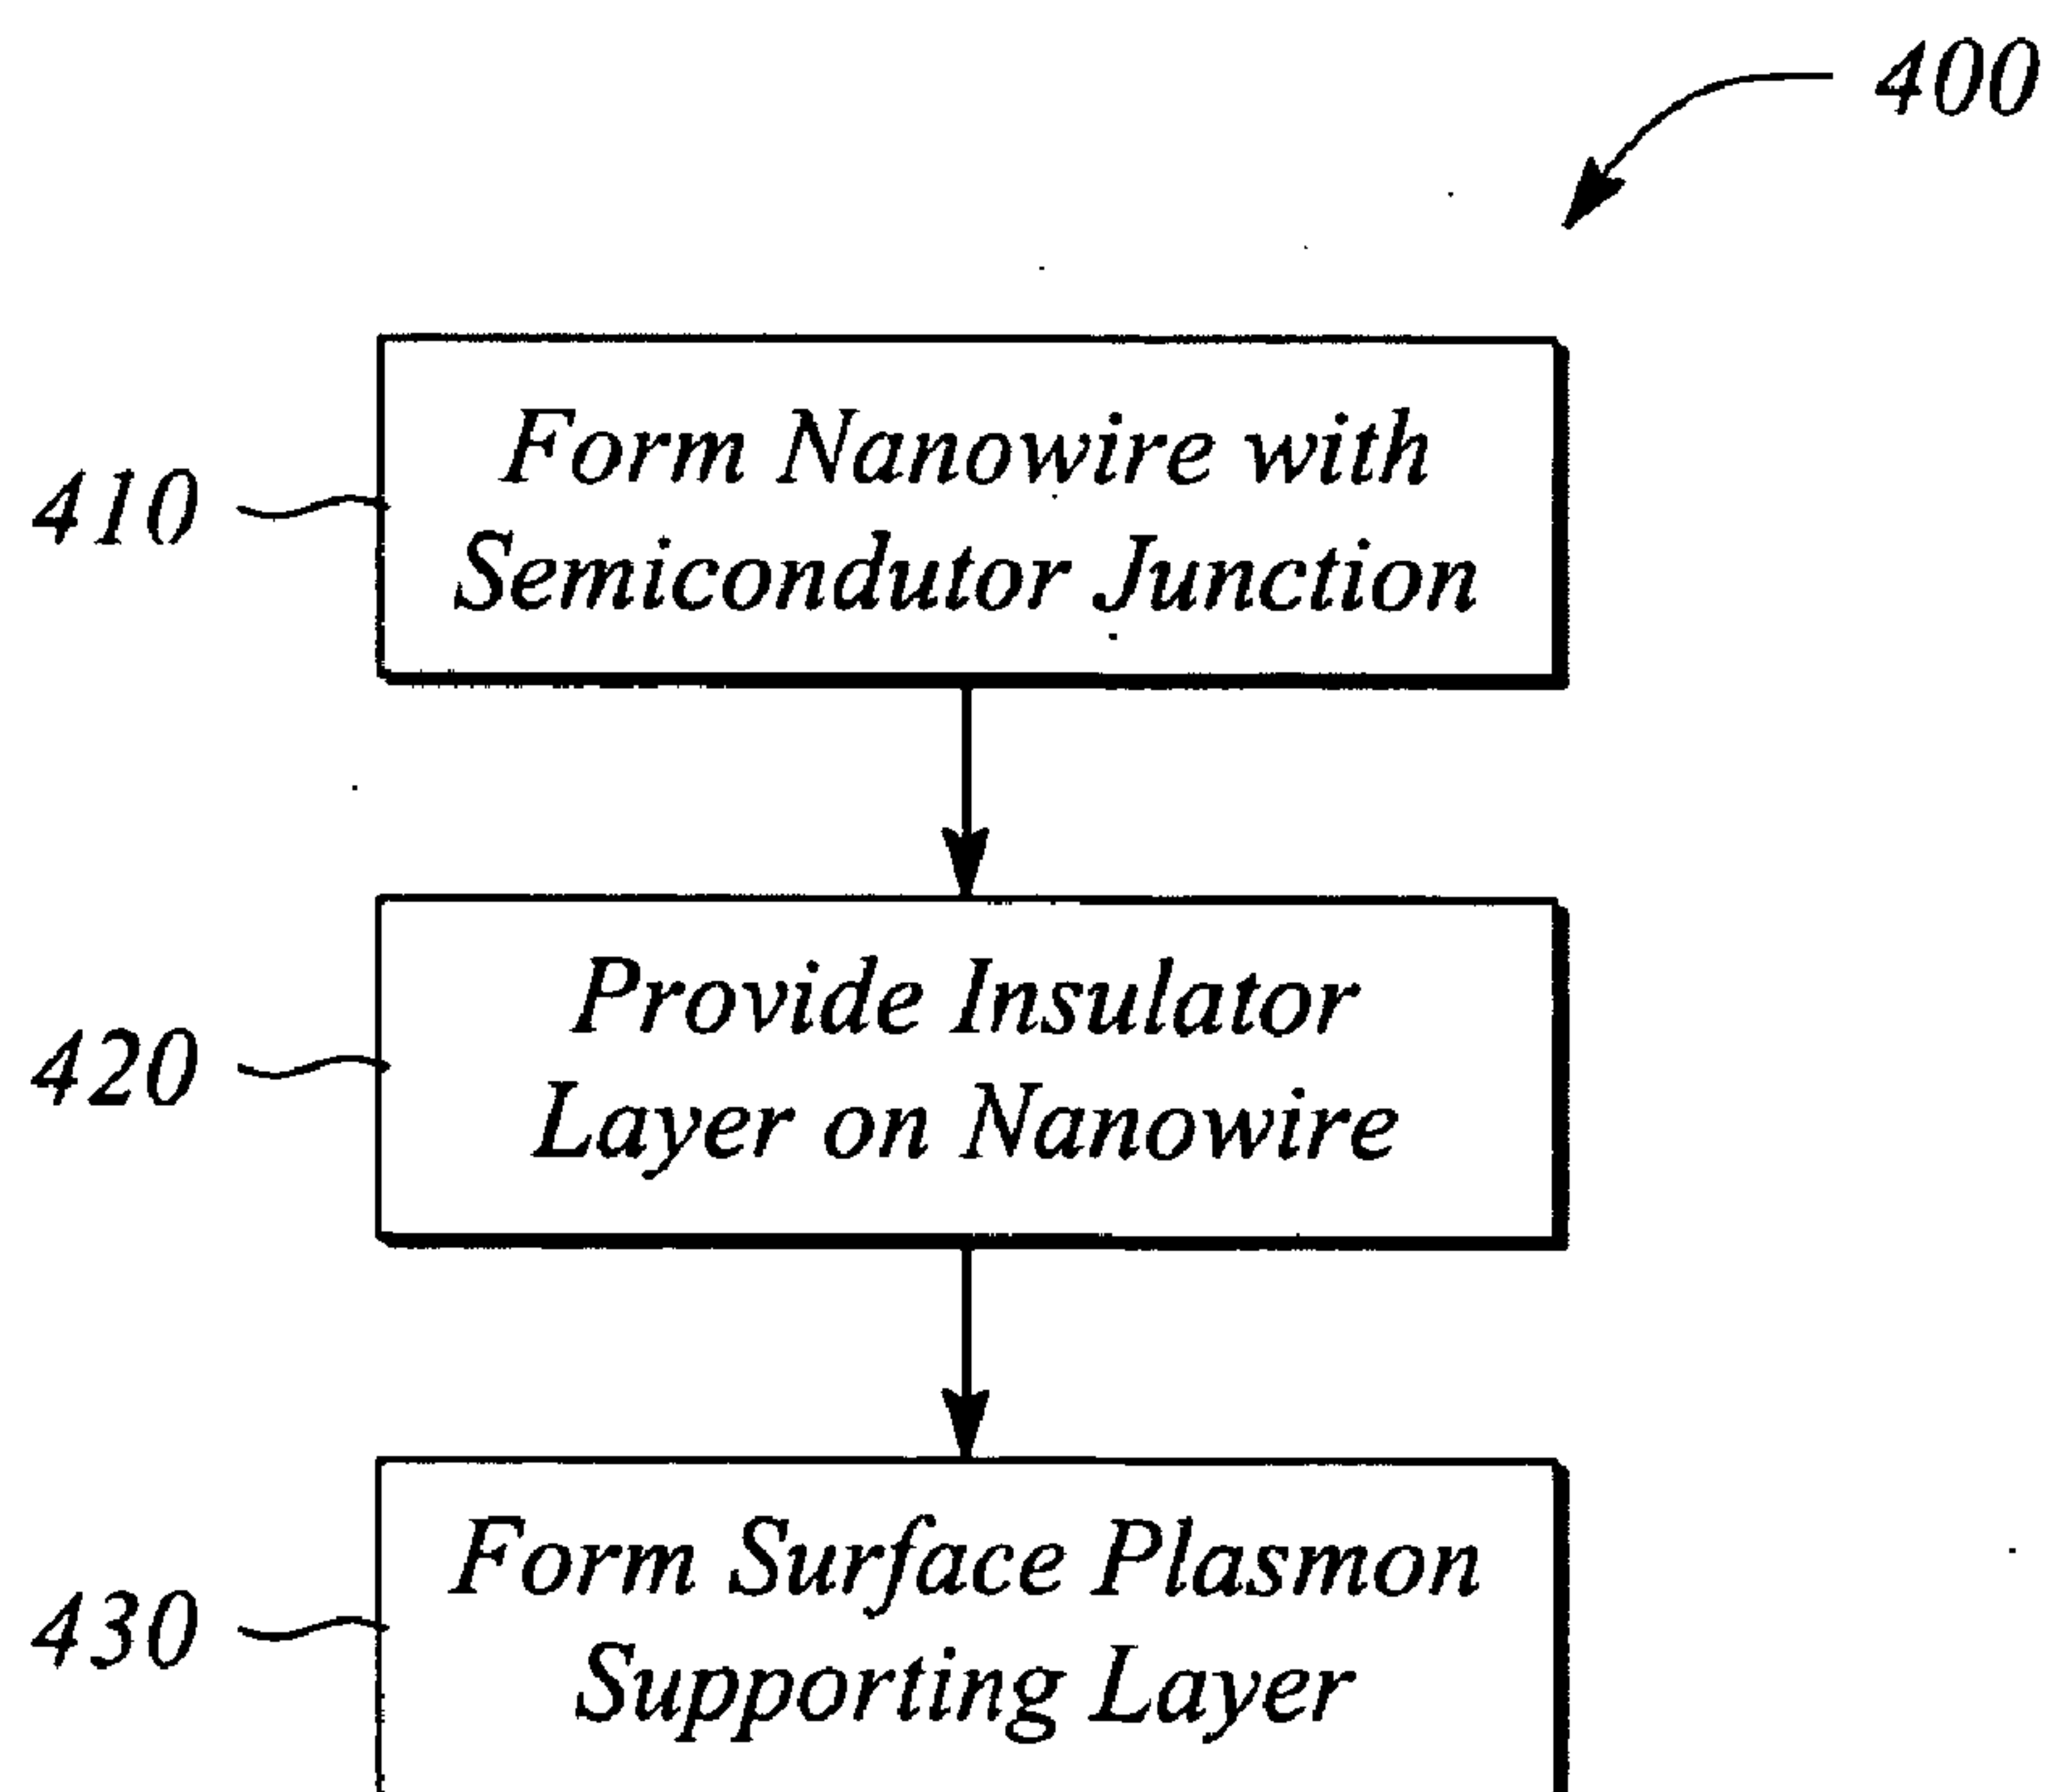 400
410
Form Nanowire with
Semicondutor Junction
420
Provide Insulator
Layer on Nanowire
430
Form Surface Plasmon
Supporting Layer